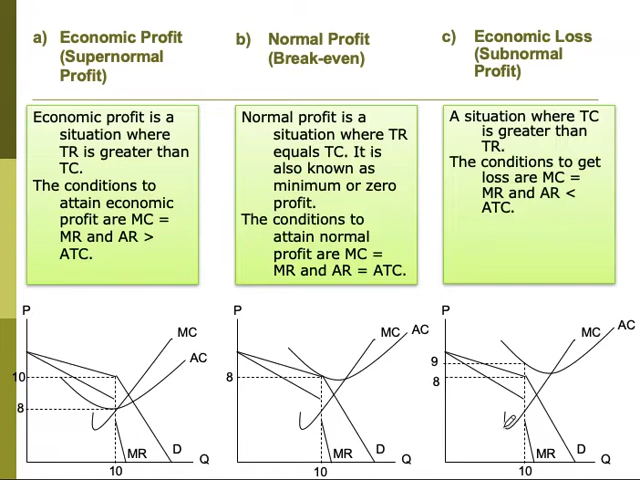 a) Economic Profit
(Supernormal
Profit)
b) Normal Profit
(Break-even)
c) Economic Loss
(Subnormal
Profit)
Economic profit is a
situation where
TR is greater than
TC.
The conditions to
attain economic
profit are MC =
MR and AR >
ATC.
Normal profit is a
situation where TR
equals TC. It is
also known as
minimum or zero
profit.
The conditions to
attain normal
profit are MC =
MR and AR = ATC.
A situation where TC
is greater than
TR.
The conditions to get
loss are MC =
MR and AR <
ATC.
P
MC
AC
10
8
MR
D
Q
10
P
MC
AC
8
MR
D
Q
10
P
MC
AC
9
8
MR
D
Q
10